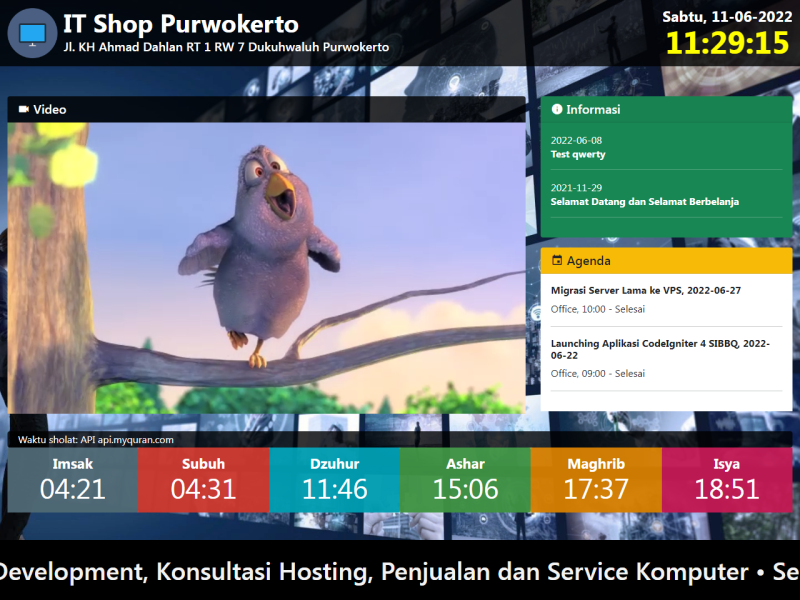 IT Shop Purwokerto
Jl. KH Ahmad Dahlan RT 1 RW 7 Dukuhwaluh Purwokerto
Sabtu, 11-06-2022
11:29:15
Video
Informasi
2022-06-08
Test qwerty
2021-11-29
Selamat Datang dan Selamat Berbelanja
Agenda
Migrasi Server Lama ke VPS, 2022-06-27
Office, 10:00 - Selesai
Launching Aplikasi CodeIgniter 4 SIBBQ, 2022-
06-22
Office, 09:00 - Selesai
Waktu sholat: API api.myquran.com
Imsak
04:21
Subuh
04:31
Dzuhur
11:46
Ashar
15:06
Maghrib
17:37
Isya
18:51
Development, Konsultasi Hosting, Penjualan dan Service Komputer • Se